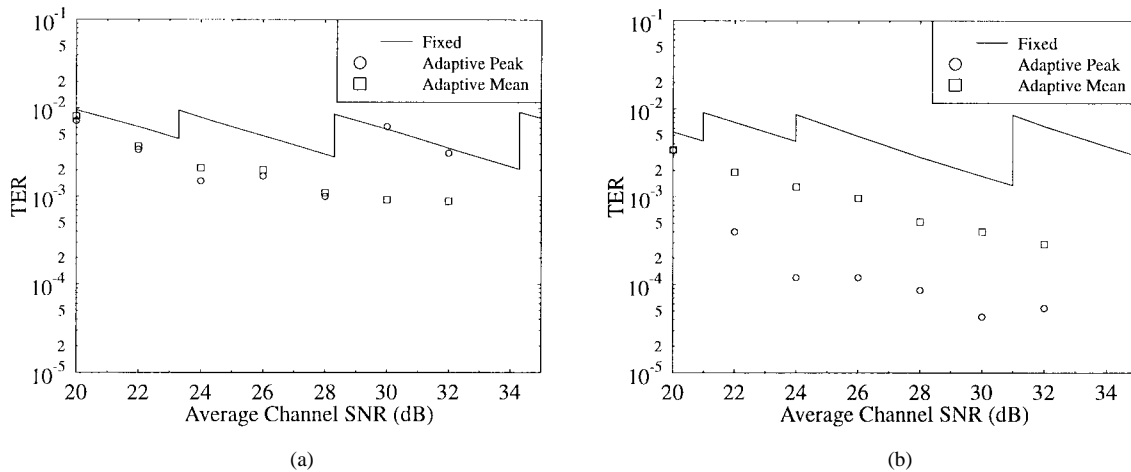 10^-1
5
2
10^-2
5
2
10^-3
5
2
10^-4
5
2
10^-5
TER
20 22 24 26 28 30 32 34
Average Channel SNR (dB)
Fixed
Adaptive Peak
Adaptive Mean
(a)
10^-1
5
2
10^-2
5
2
10^-3
5
2
10^-4
5
2
10^-5
TER
20 22 24 26 28 30 32 34
Average Channel SNR (dB)
Fixed
Adaptive Peak
Adaptive Mean
(b)